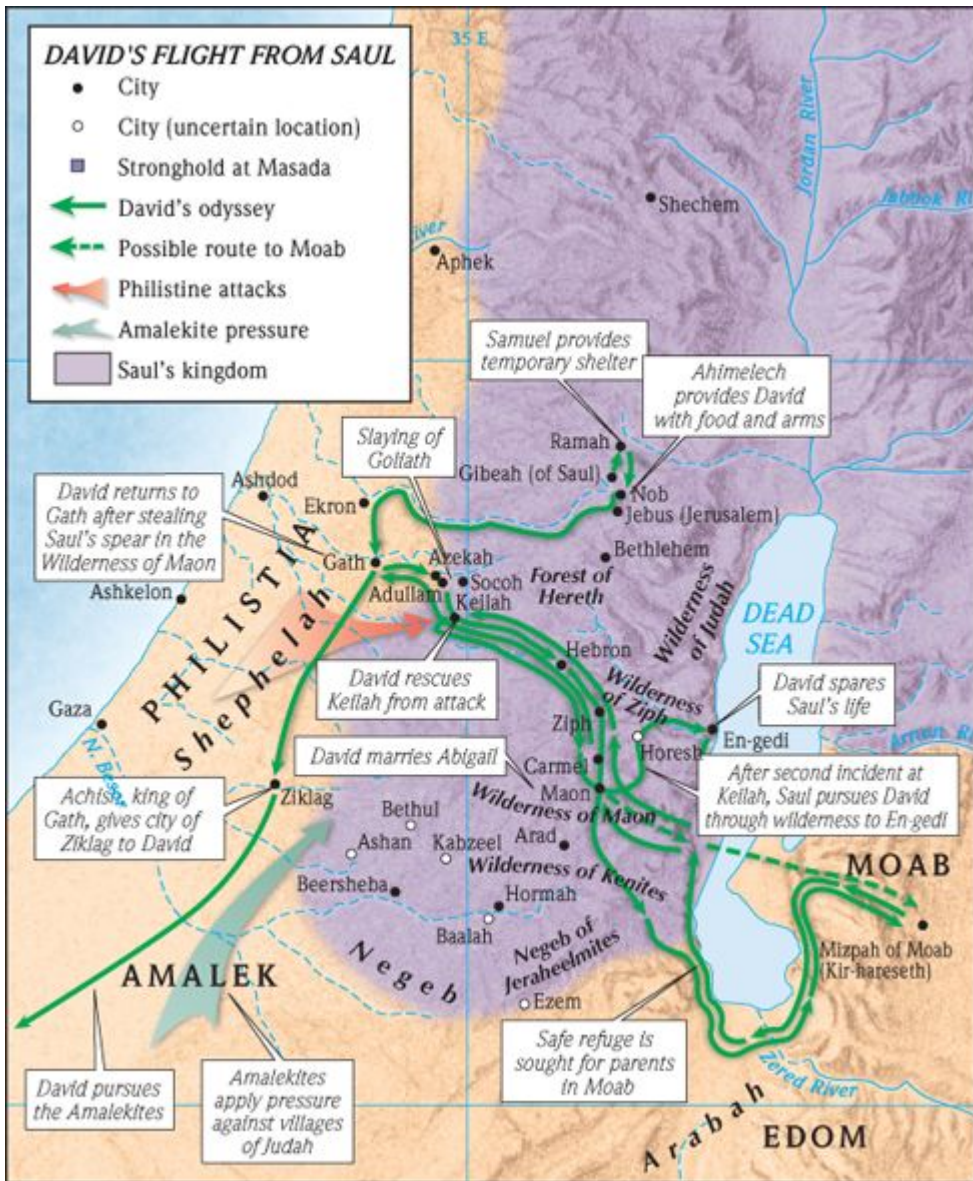 DAVID'S FLIGHT FROM SAUL
City
City (uncertain location)
Stronghold at Masada
David's odyssey
Possible route to Moab
Philistine attacks
Amalekite pressure
Saul's kingdom
35 E
Jordan River
Jabbok
Shechem
River
Aphek
Samuel provides
temporary shelter
Ahimelech
provides David
with food and arms
Slaying of
Goliath
Ramah
Gibeah (of Saul)
Nob
Jebus (Jerusalem)
Ashdod
Ekron
David returns to
Gath after stealing
Saul's spear in the
Wilderness of Maon
Gath
Azekah
Bethlehem
Adullam
Socoh
Keilah
Forest of
Hereth
Wilderness
of Judah
Ashkelon
PHILISTIA
Shephelah
DEAD
SEA
Hebron
David rescues
Keilah from attack
Wilderness
of Ziph
David spares
Saul's life
Gaza
N. Besor
Ziph
Horesh
En-gedi
Arnon
David marries Abigail
Carmel
Maon
After second incident at
Keilah, Saul pursues David
through wilderness to En-gedi
Achish, king of
Gath, gives city of
Ziklag to David
Ziklag
Bethul
Wilderness of Maon
Ashan
Kabzeel
Arad
Wilderness of Kenites
MOAB
Beersheba
Hormah
Baalah
Mizpah of Moab
(Kir-hareseth)
Negeb
Negeb of
Jeraheelmites
AMALEK
Ezem
Safe refuge is
sought for parents
in Moab
Zered River
David pursues
the Amalekites
Amalekites
apply pressure
against villages
of Judah
Arabah
EDOM